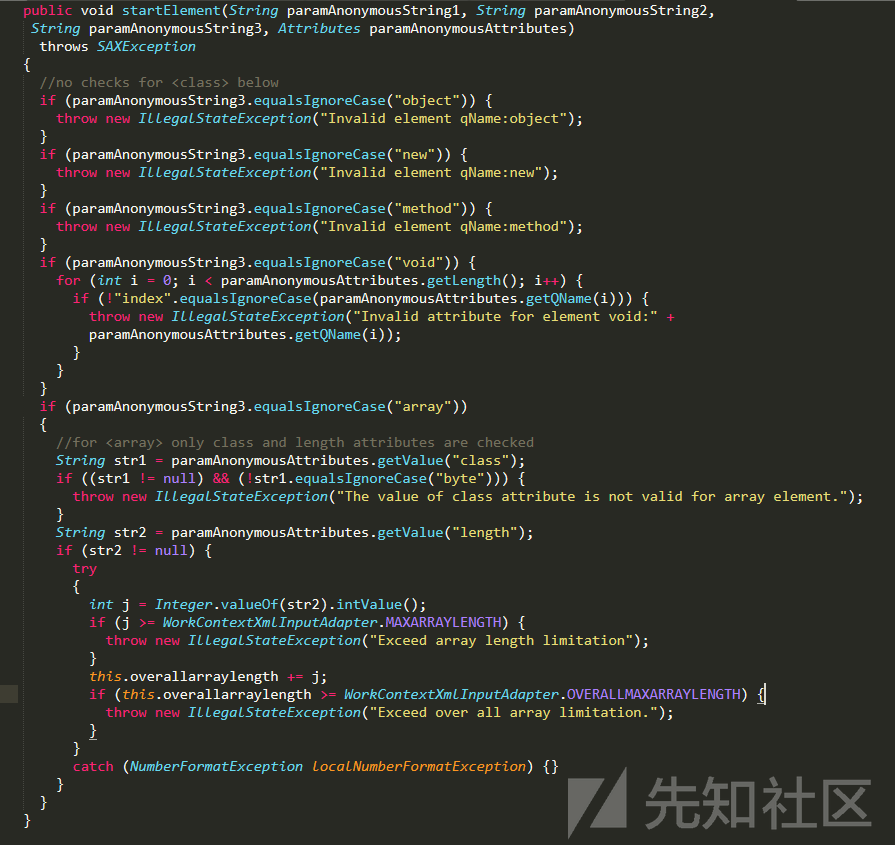 public void startElement(String paramAnonymousString1, String paramAnonymousString2,
String paramAnonymousString3, Attributes paramAnonymousAttributes)
throws SAXException
{
//no checks for <class> below
if (paramAnonymousString3.equalsIgnoreCase("object")) {
throw new IllegalStateException("Invalid element qName:object");
}
if (paramAnonymousString3.equalsIgnoreCase("new")) {
throw new IllegalStateException("Invalid element qName:new");
}
if (paramAnonymousString3.equalsIgnoreCase("method")) {
throw new IllegalStateException("Invalid element qName:method");
}
if (paramAnonymousString3.equalsIgnoreCase("void")) {
for (int i = 0; i < paramAnonymousAttributes.getLength(); i++) {
if (!"index".equalsIgnoreCase(paramAnonymousAttributes.getQName(i))) {
throw new IllegalStateException("Invalid attribute for element void:" +
paramAnonymousAttributes.getQName(i));
}
}
}
if (paramAnonymousString3.equalsIgnoreCase("array"))
{
//for <array> only class and length attributes are checked
String str1 = paramAnonymousAttributes.getValue("class");
if ((str1 != null) && (!str1.equalsIgnoreCase("byte"))) {
throw new IllegalStateException("The value of class attribute is not valid for array element.");
}
String str2 = paramAnonymousAttributes.getValue("length");
if (str2 != null) {
try
{
int j = Integer.valueOf(str2).intValue();
if (j >= WorkContextXmlInputAdapter.MAXARRAYLENGTH) {
throw new IllegalStateException("Exceed array length limitation");
}
this.overallarraylength += j;
if (this.overallarraylength >= WorkContextXmlInputAdapter.OVERALLMAXARRAYLENGTH) {
throw new IllegalStateException("Exceed over all array limitation.");
}
}
catch (NumberFormatException localNumberFormatException) {}
}
}
}
先知社区